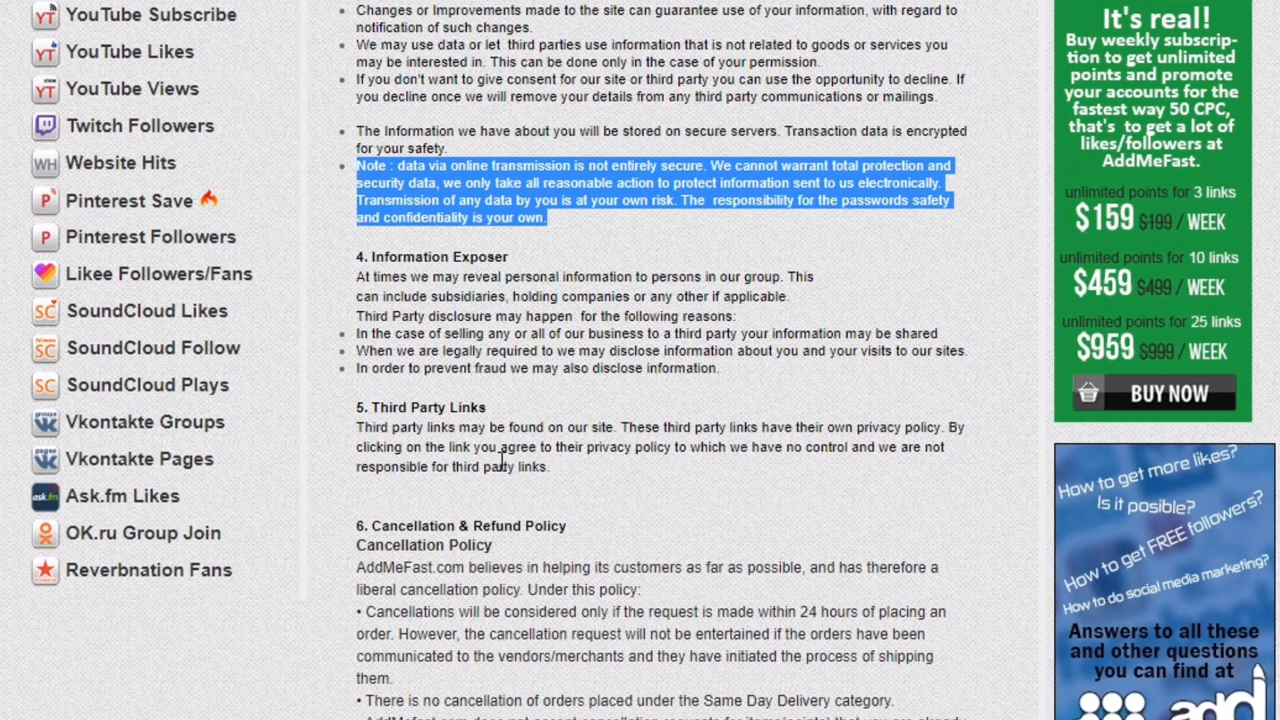 YouTube Subscribe
YouTube Likes
YouTube Views
Twitch Followers
WH Website Hits
Pinterest Save
Pinterest Followers
Likee Followers/Fans
SoundCloud Likes
SoundCloud Follow
SoundCloud Plays
Vkontakte Groups
Vkontakte Pages
Ask.fm Likes
OK.ru Group Join
Reverbnation Fans
Changes or Improvements made to the site can guarantee use of your information, with regard to
notification of such changes.
We may use data or let third parties use information that is not related to goods or services you
may be interested in. This can be done only in the case of your permission.
If you don't want to give consent for our site or third party you can use the opportunity to decline. If
you decline once we will remove your details from any third party communications or mailings.
The Information we have about you will be stored on secure servers. Transaction data is encrypted
for your safety.
Note : data via online transmission is not entirely secure. We cannot warrant total protection and
security data, we only take all reasonable action to protect information sent to us electronically.
Transmission of any data by you is at your own risk. The responsibility for the passwords safety
and confidentiality is your own.
4. Information Exposer
At times we may reveal personal information to persons in our group. This
can include subsidiaries, holding companies or any other if applicable.
Third Party disclosure may happen for the following reasons:
In the case of selling any or all of our business to a third party your information may be shared
When we are legally required to we may disclose information about you and your visits to our sites.
In order to prevent fraud we may also disclose information.
5. Third Party Links
Third party links may be found on our site. These third party links have their own privacy policy. By
clicking on the link you agree to their privacy policy to which we have no control and we are not
responsible for third party links.
6. Cancellation & Refund Policy
Cancellation Policy
AddMeFast.com believes in helping its customers as far as possible, and has therefore a
liberal cancellation policy. Under this policy:
• Cancellations will be considered only if the request is made within 24 hours of placing an
order. However, the cancellation request will not be entertained if the orders have been
communicated to the vendors/merchants and they have initiated the process of shipping
them.
• There is no cancellation of orders placed under the Same Day Delivery category.
• AddMefast.com does not accept cancellation requests for items(points) that you are already
It's real!
Buy weekly subscrip-
tion to get unlimited
points and promote
your accounts for the
fastest way 50 CPC,
that's to get a lot of
likes/followers at
AddMeFast.
unlimited points for 3 links
$159 $199 / WEEK
unlimited points for 10 links
$459 $499 / WEEK
unlimited points for 25 links
$959 $999 / WEEK
BUY NOW
How to get more likes?
Is it posible?
How to get FREE followers?
How to do social media marketing?
Answers to all these
and other questions
you can find at
add